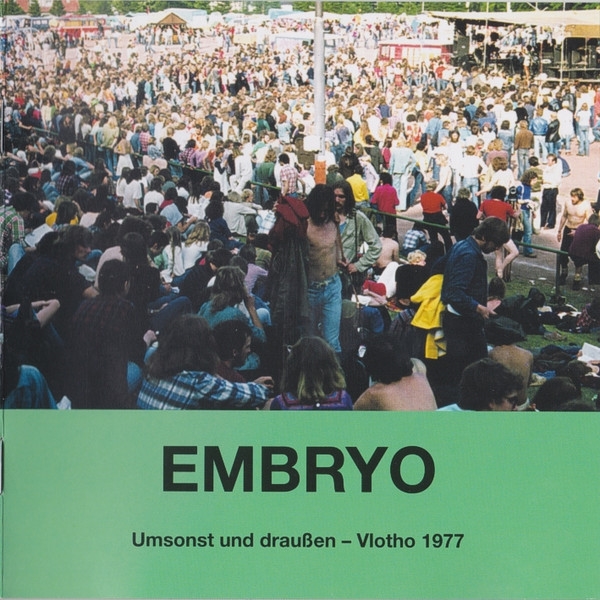 EMBRYO
Umsonst und draußen – Vlotho 1977